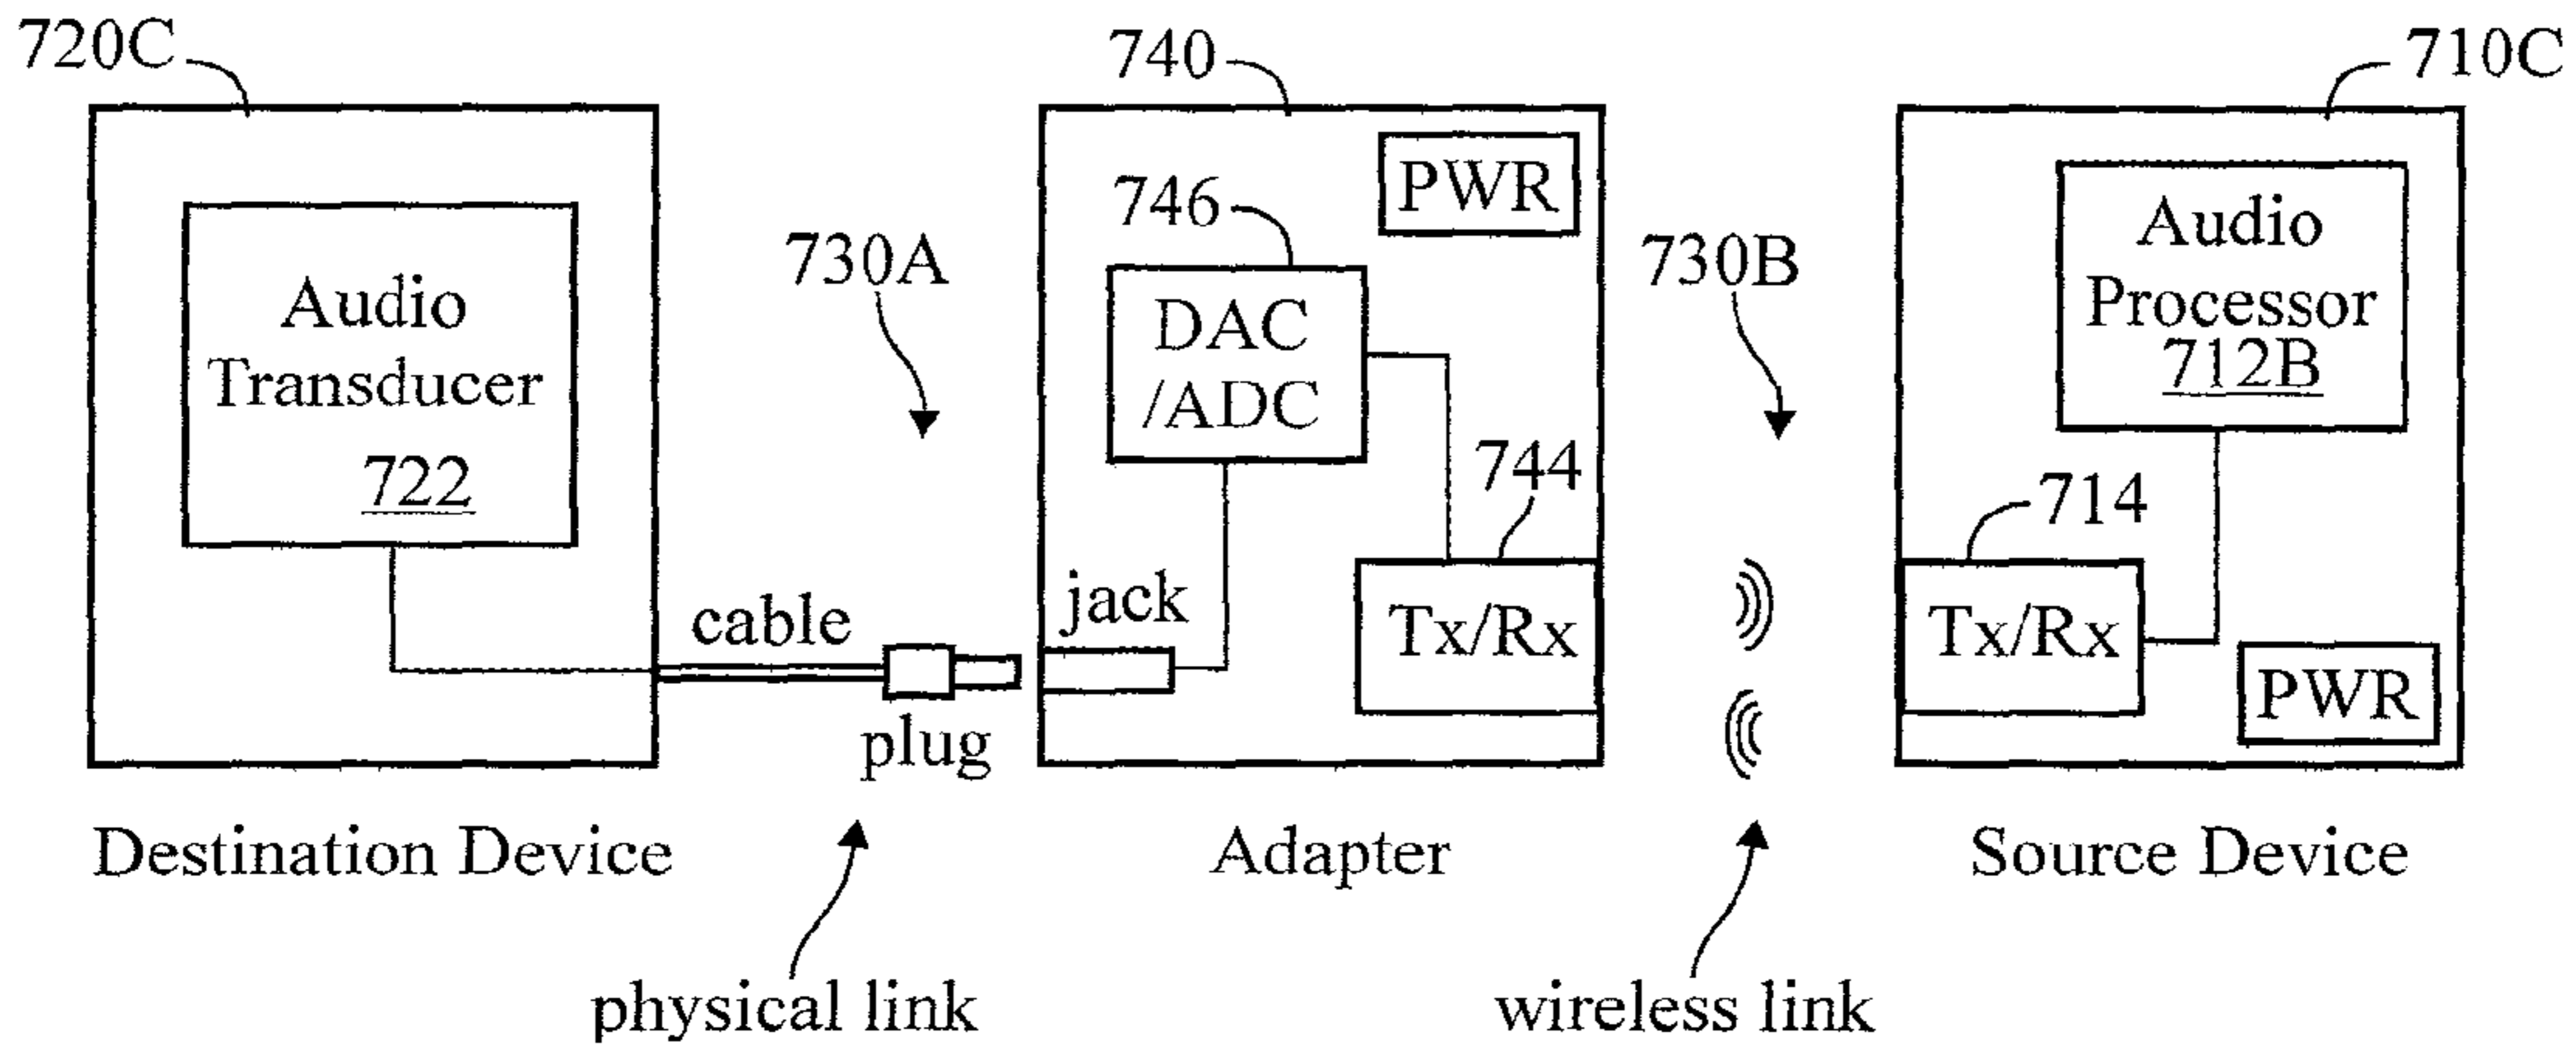 720C
740
710C
PWR
746
730A
730B
Audio
Processor
712B
Audio
Transducer
722
DAC
/ADC
744
714
jack
cable
Tx/Rx
Tx/Rx
PWR
plug
Destination Device
Adapter
Source Device
physical link
wireless link